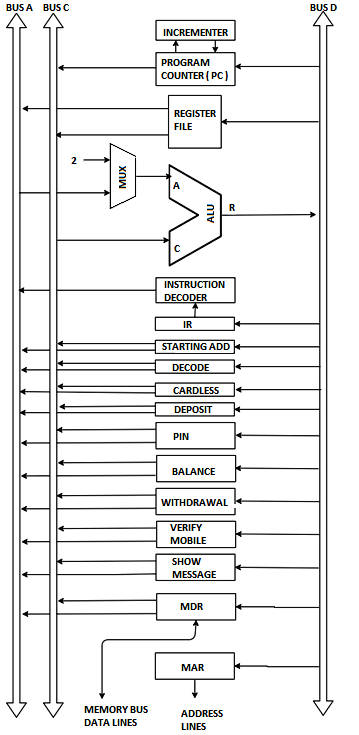 BUS A
BUS C
BUS D
INCREMENTER
PROGRAM
COUNTER ( PC )
REGISTER
FILE
2
MUX
A
ALU
R
C
INSTRUCTION
DECODER
IR
STARTING ADD
DECODE
CARDLESS
DEPOSIT
PIN
BALANCE
WITHDRAWAL
VERIFY
MOBILE
SHOW
MESSAGE
MDR
MAR
MEMORY BUS
DATA LINES
ADDRESS
LINES